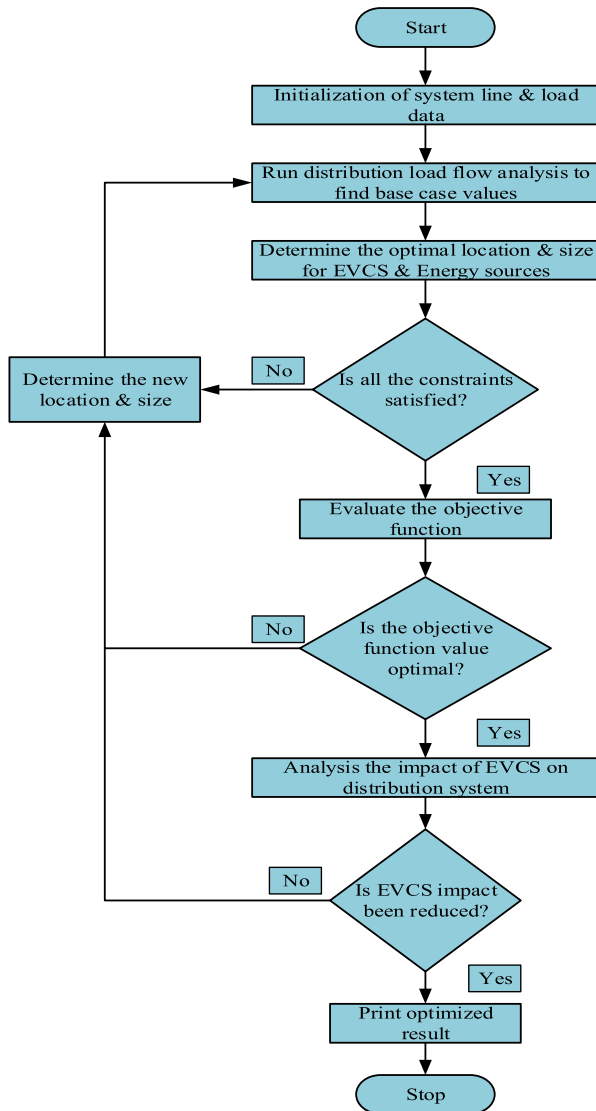 Start
Initialization of system line & load
data
Run distribution load flow analysis to
find base case values
Determine the optimal location & size
for EVCS & Energy sources
No
Is all the constraints
satisfied?
Determine the new
location & size
Yes
Evaluate the objective
function
No
Is the objective
function value
optimal?
Yes
Analysis the impact of EVCS on
distribution system
No
Is EVCS impact
been reduced?
Yes
Print optimized
result
Stop